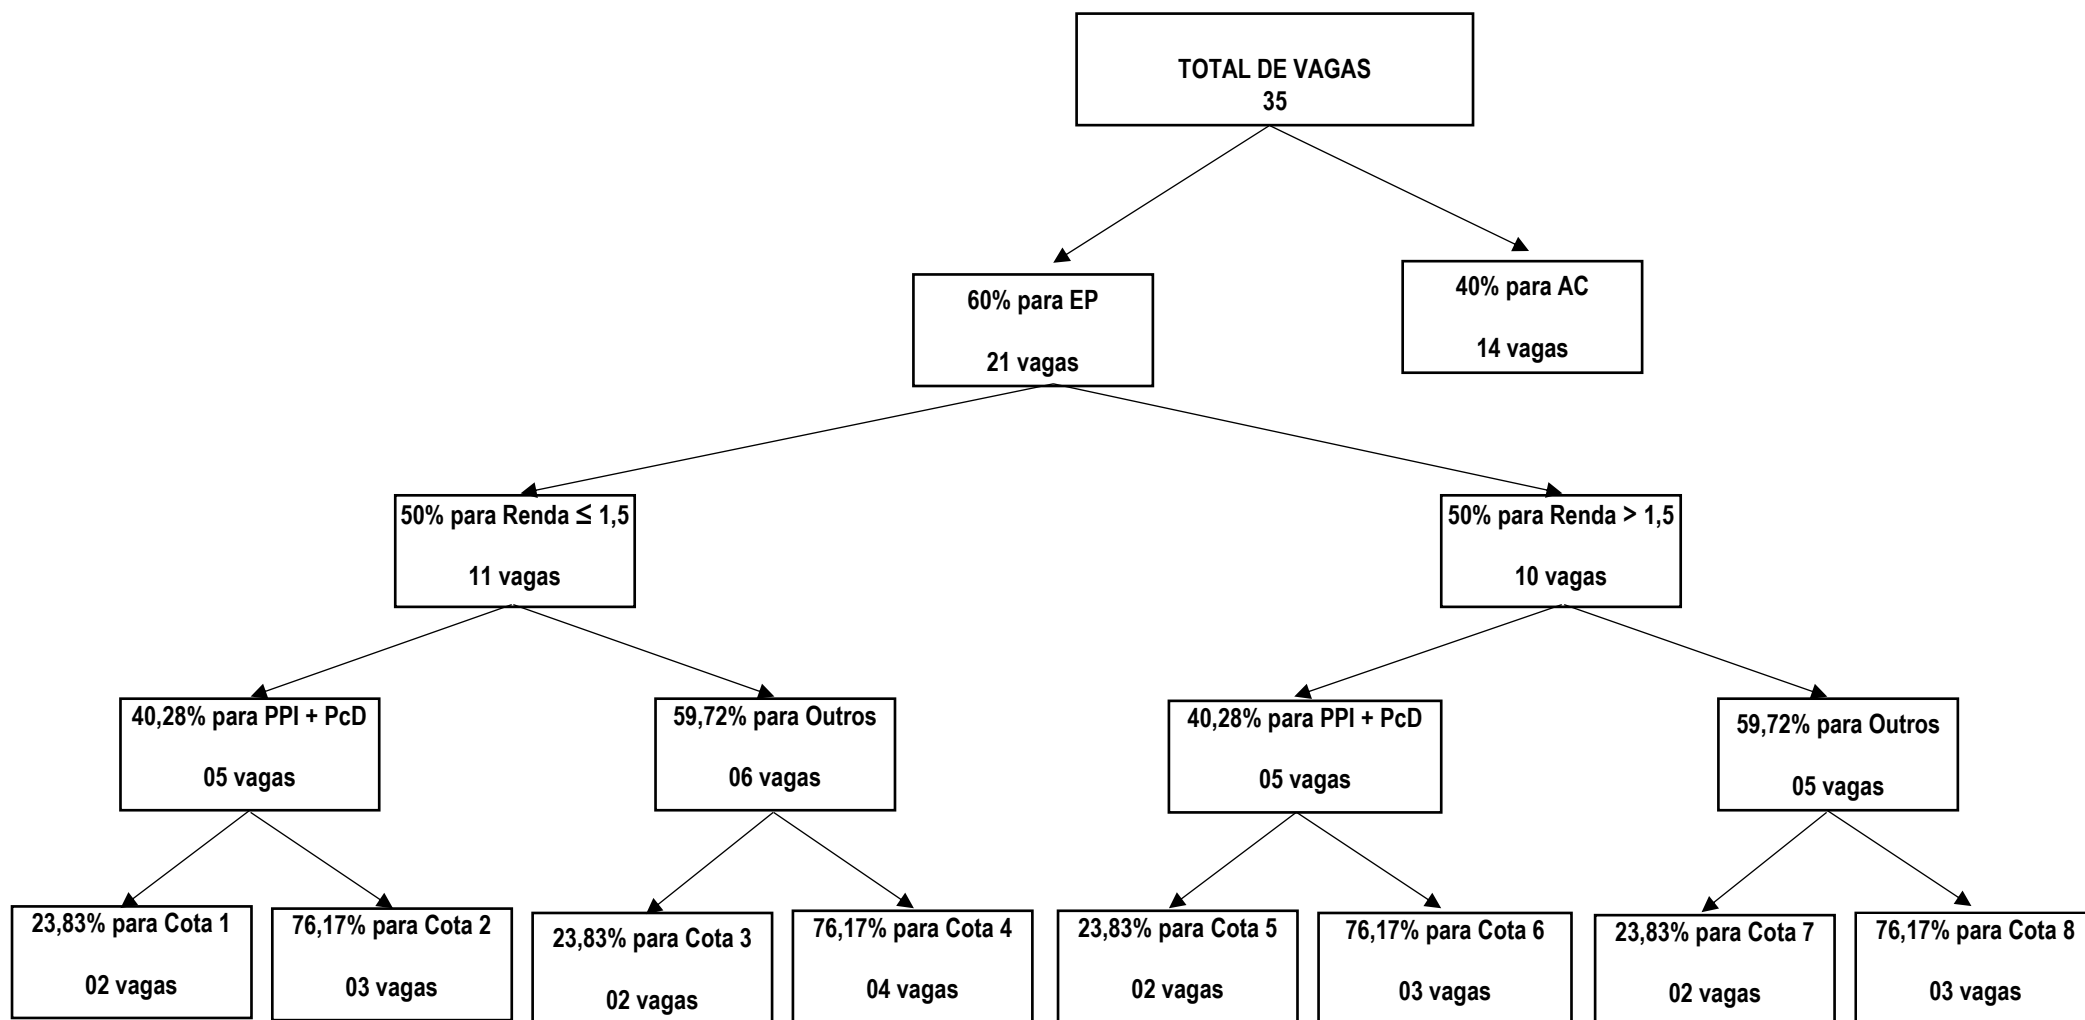 TOTAL DE VAGAS
35
60% para EP
21 vagas
40% para AC
14 vagas
50% para Renda ≤ 1,5
11 vagas
50% para Renda > 1,5
10 vagas
40,28% para PPI + PcD
05 vagas
59,72% para Outros
06 vagas
40,28% para PPI + PcD
05 vagas
59,72% para Outros
05 vagas
23,83% para Cota 1
02 vagas
76,17% para Cota 2
03 vagas
23,83% para Cota 3
02 vagas
76,17% para Cota 4
04 vagas
23,83% para Cota 5
02 vagas
76,17% para Cota 6
03 vagas
23,83% para Cota 7
02 vagas
76,17% para Cota 8
03 vagas